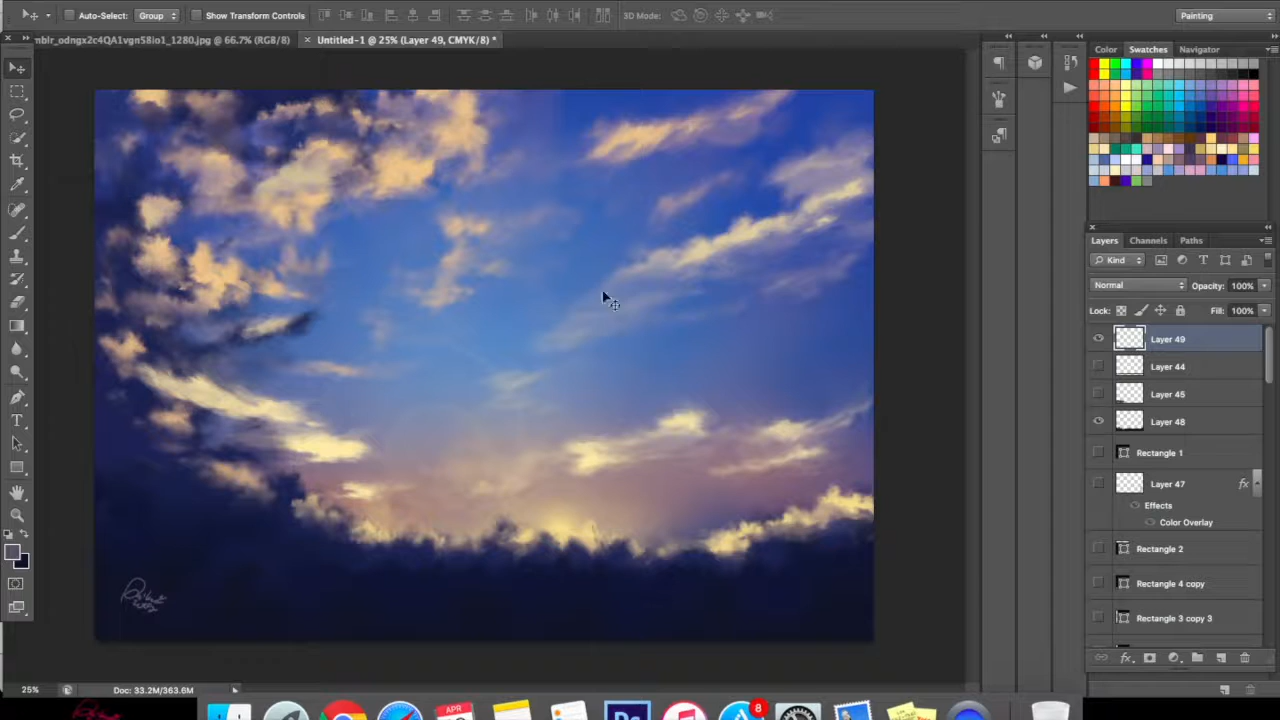 Auto-Select: Group Show Transform Controls 3D Mode: Painting
mblr_odngx2c4QA1vgn58io1_1280.jpg @ 66.7% (RGB/8) Untitled-1 @ 25% (Layer 49, CMYK/8) *
Color Swatches Navigator
Layers Channels Paths
Kind
Normal Opacity: 100%
Lock: Fill: 100%
Layer 49
Layer 44
Layer 45
Layer 48
Rectangle 1
Layer 47 fx
Effects
Color Overlay
Rectangle 2
Rectangle 4 copy
Rectangle 3 copy 3
25% Doc: 33.2M/363.6M
APR 8
Ps